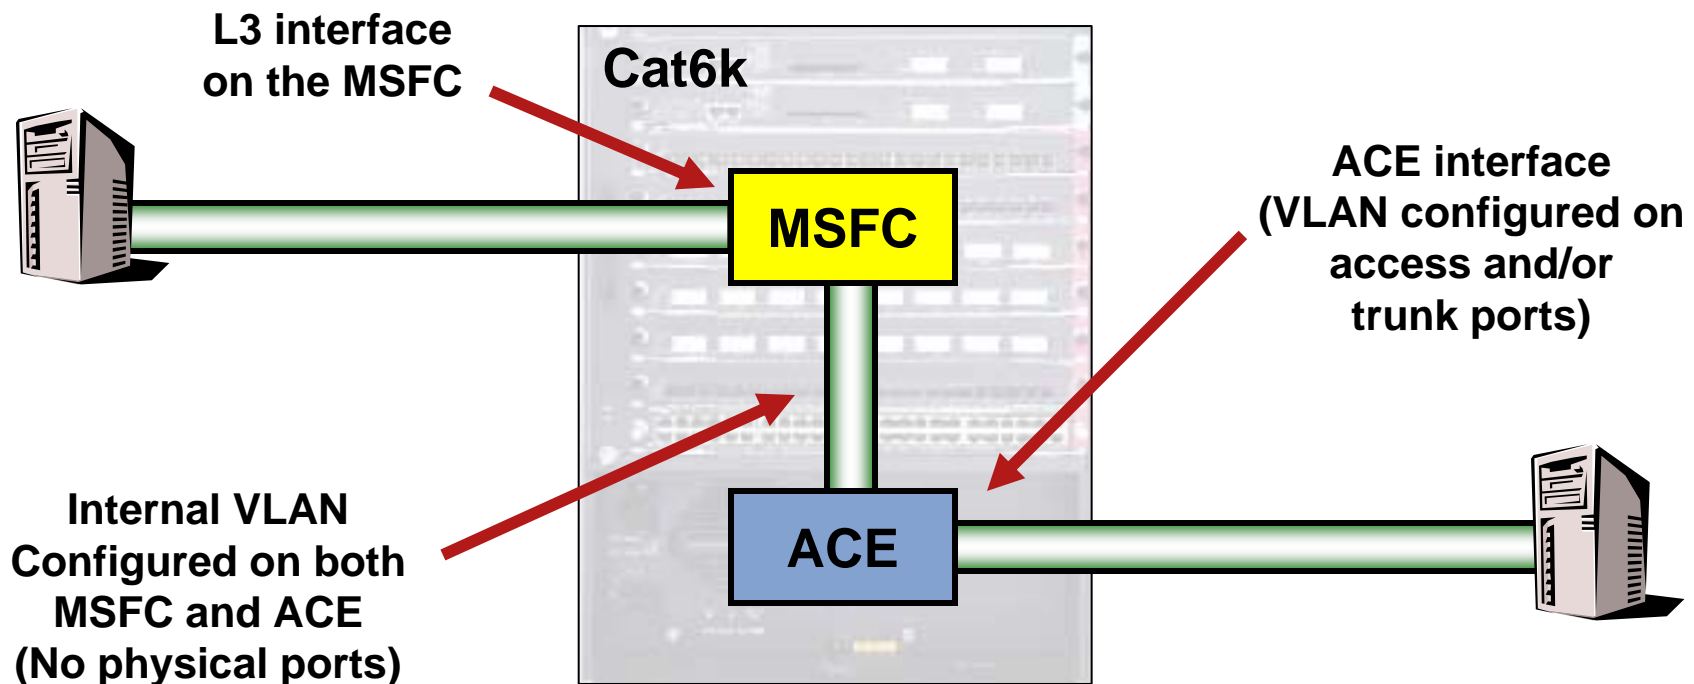 L3 interface
on the MSFC
Cat6k
MSFC
ACE interface
(VLAN configured on
access and/or
trunk ports)
Internal VLAN
Configured on both
MSFC and ACE
(No physical ports)
ACE